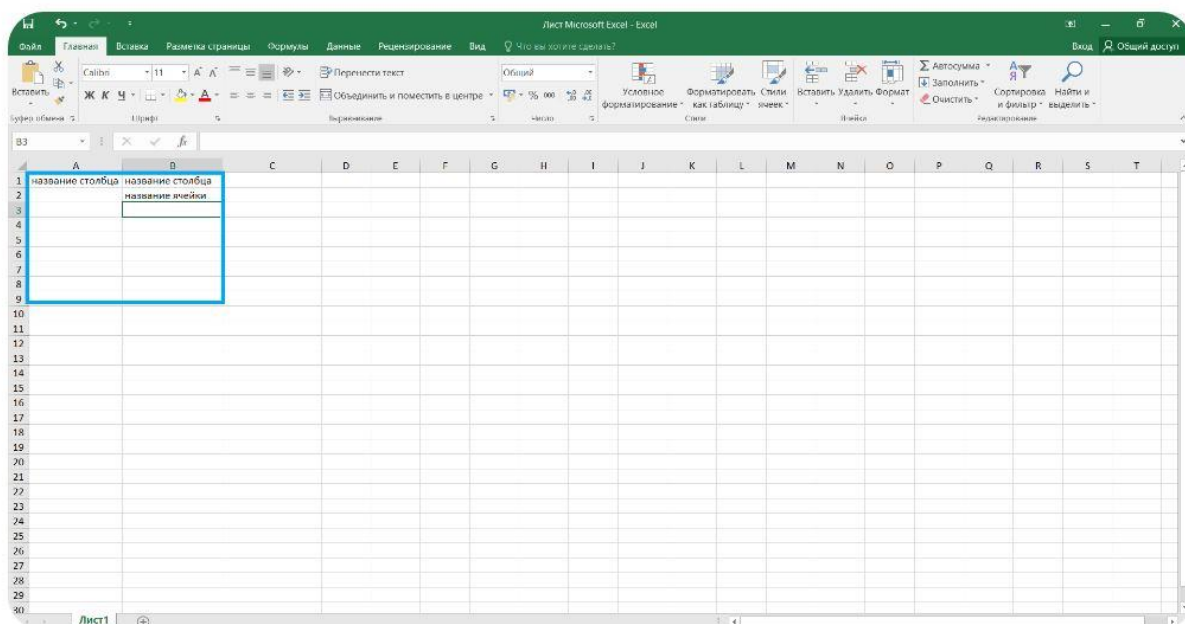 Лист Microsoft Excel - Excel
Файл Главная Вставка Разметка страницы Формулы Данные Рецензирование Вид Что вы хотите сделать? Вход Общий доступ
Вставить
Calibri 11
Ж К Ч
Перенести текст
Объединить и поместить в центре
Общий
% 000
Условное форматирование
Форматировать как таблицу
Стили ячеек
Вставить Удалить Формат
Автосумма
Заполнить
Очистить
Сортировка и фильтр
Найти и выделить
Буфер обмена Шрифт Выравнивание Число Стили Ячейки Редактирование
B3 fx
A B C D E F G H I J K L M N O P Q R S T
1 название столбца название столбца
2 название ячейки
3
4
5
6
7
8
9
10
11
12
13
14
15
16
17
18
19
20
21
22
23
24
25
26
27
28
29
30
Лист1